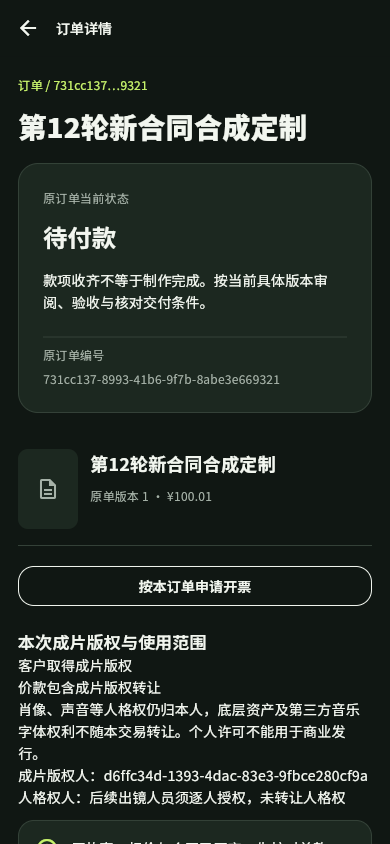 订单详情
订单 / 731cc137…9321
第12轮新合同合成定制
原订单当前状态
待付款
款项收齐不等于制作完成。按当前具体版本审
阅、验收与核对交付条件。
原订单编号
731cc137-8993-41b6-9f7b-8abe3e669321
第12轮新合同合成定制
原单版本 1 · ¥100.01
按本订单申请开票
本次成片版权与使用范围
客户取得成片版权
价款包含成片版权转让
肖像、声音等人格权仍归本人，底层资产及第三方音乐
字体权利不随本交易转让。个人许可不能用于商业发
行。
成片版权人：d6ffc34d-1393-4dac-83e3-9fbce280cf9a
人格权人：后续出镜人员须逐人授权，未转让人格权